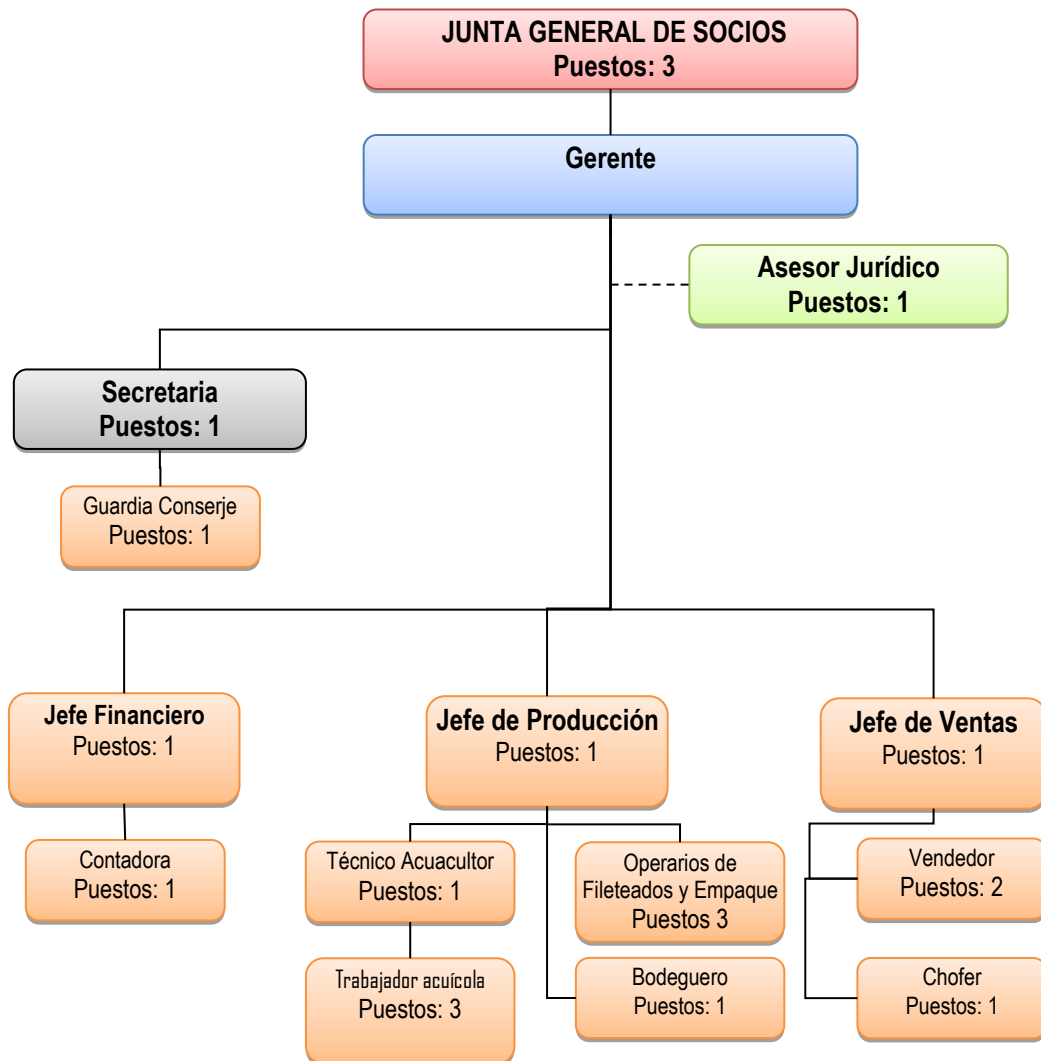 JUNTA GENERAL DE SOCIOS
Puestos: 3
Gerente
Asesor Jurídico
Puestos: 1
Secretaria
Puestos: 1
Guardia Conserje
Puestos: 1
Jefe Financiero
Puestos: 1
Jefe de Producción
Puestos: 1
Jefe de Ventas
Puestos: 1
Contadora
Puestos: 1
Técnico Acuacultor
Puestos: 1
Operarios de
Fileteados y Empaque
Puestos 3
Vendedor
Puestos: 2
Trabajador acuícola
Puestos: 3
Bodeguero
Puestos: 1
Chofer
Puestos: 1